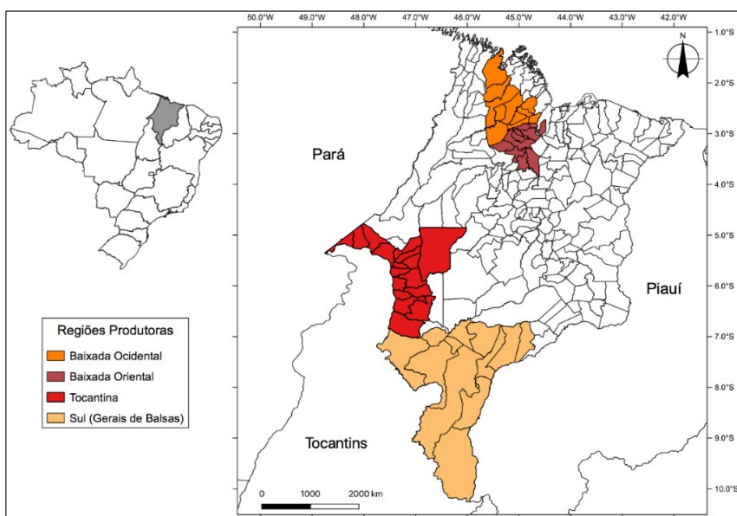 50.0°W 49.0°W 48.0°W 47.0°W 46.0°W 45.0°W 44.0°W 43.0°W 42.0°W
1.0°S
N
2.0°S
3.0°S
Pará
4.0°S
5.0°S
6.0°S
Piauí
Regiões Produtoras
7.0°S
Baixada Ocidental
Baixada Oriental
8.0°S
Tocantina
Sul (Gerais de Balsas)
9.0°S
Tocantins
10.0°S
0 1000 2000 km